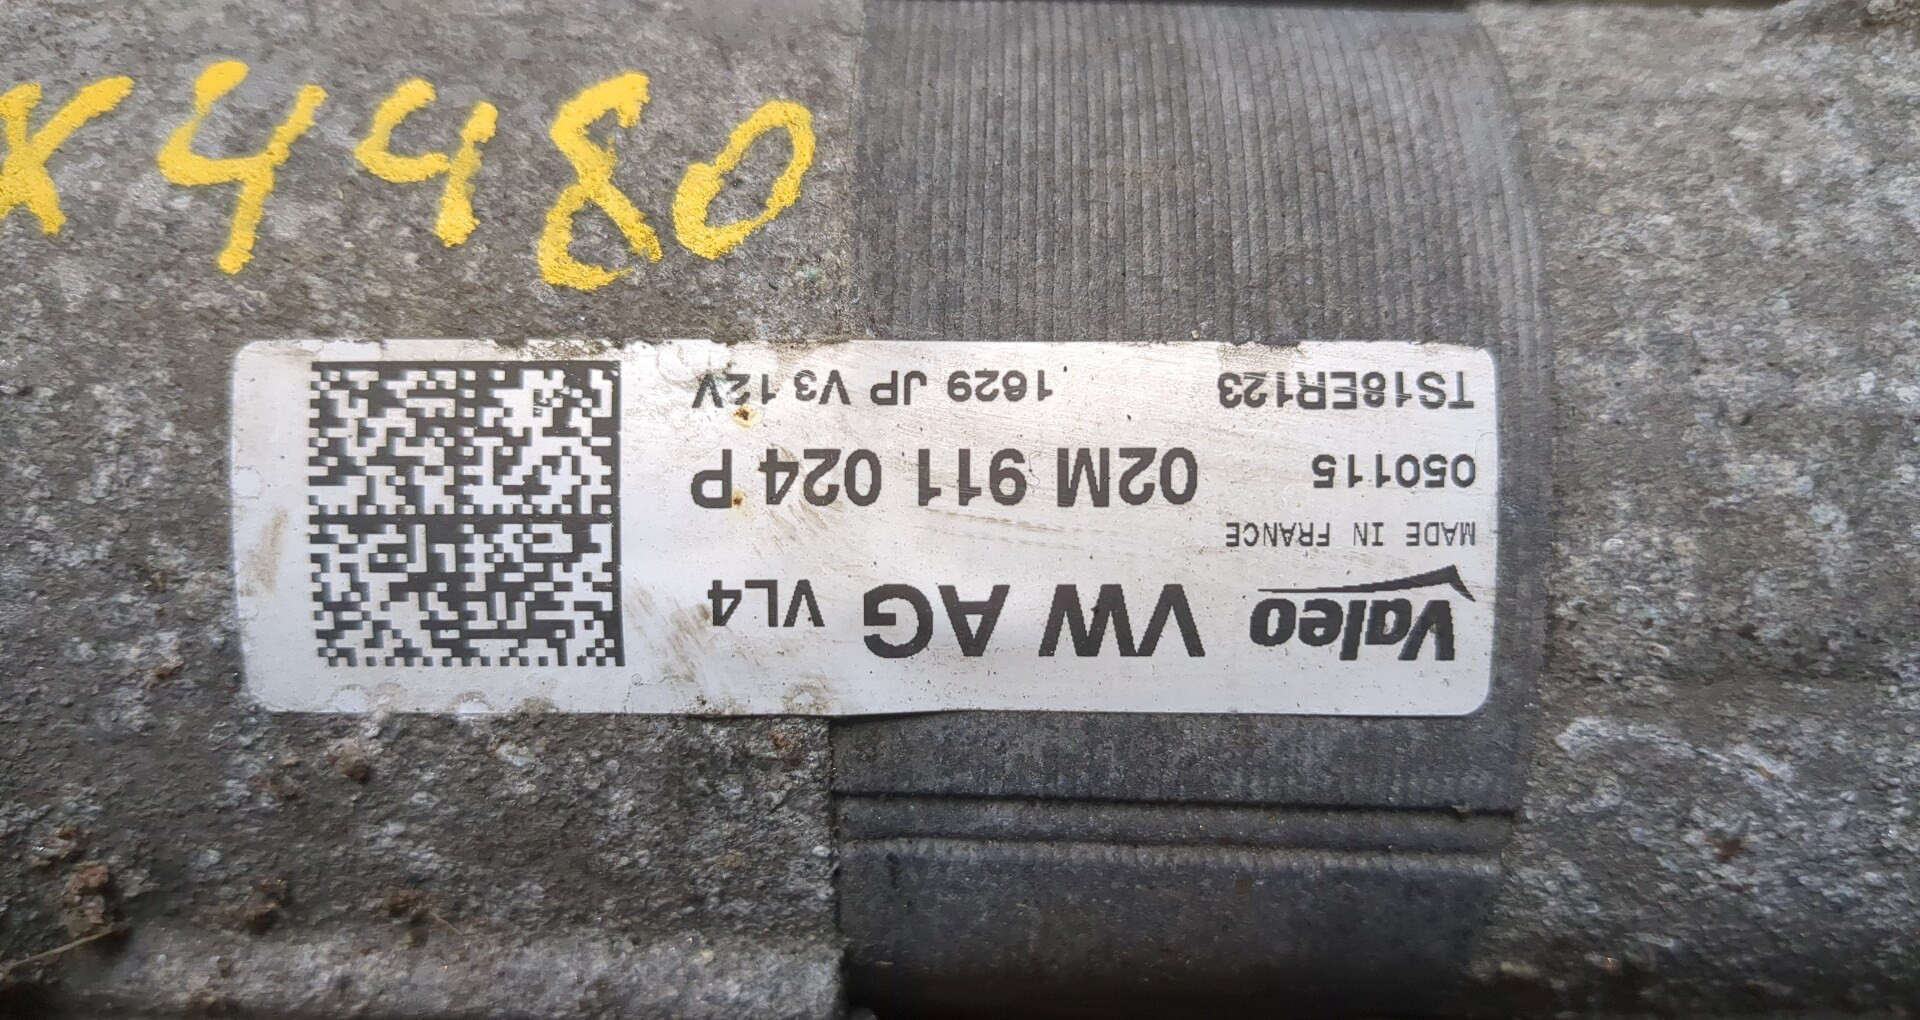 x4480
Valeo VW AG VL4
MADE IN FRANCE
050115 02M 911 024 P
TS18ER123 1629 JP V3 12V